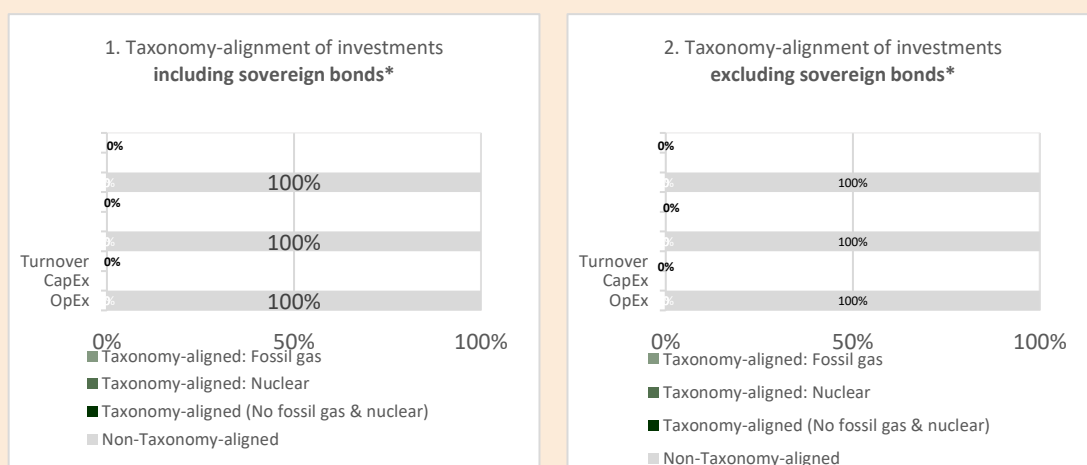 1. Taxonomy-alignment of investments
including sovereign bonds*
0%
100%
0%
100%
Turnover
0%
CapEx
OpEx
100%
0%
50%
100%
Taxonomy-aligned: Fossil gas
Taxonomy-aligned: Nuclear
Taxonomy-aligned (No fossil gas & nuclear)
Non-Taxonomy-aligned
2. Taxonomy-alignment of investments
excluding sovereign bonds*
0%
100%
0%
100%
Turnover
0%
CapEx
OpEx
100%
0%
50%
100%
Taxonomy-aligned: Fossil gas
Taxonomy-aligned: Nuclear
Taxonomy-aligned (No fossil gas & nuclear)
Non-Taxonomy-aligned